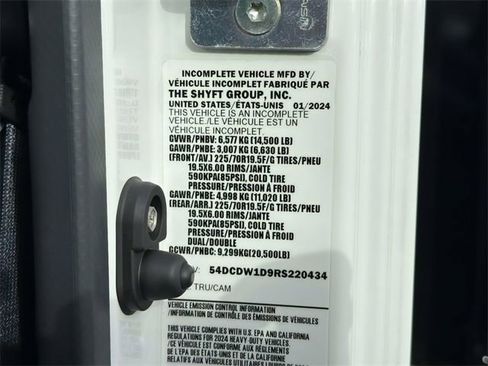 INCOMPLETE VEHICLE MFD BY/
VÉHICULE INCOMPLET FABRIQUÉ PAR
THE SHYFT GROUP, INC.
UNITED STATES/ÉTATS-UNIS 01/2024
THIS VEHICLE IS AN INCOMPLETE
VEHICLE./LE VÉHICULE EST UN
VÉHICULE INCOMPLET.
GVWR/PNBV: 6,577 KG (14,500 LB)
GAWR/PNBE: 3,007 KG (6,630 LB)
(FRONT/AV.) 225/70R19.5F/G TIRES/PNEU
19.5X6.00 RIMS/JANTE
590KPA(85PSI), COLD TIRE
PRESSURE/PRESSION À FROID
GAWR/PNBE: 4,998 KG (11,020 LB)
(REAR/ARR.) 225/70R19.5F/G TIRES/PNEU
19.5X6.00 RIMS/JANTE
590KPA(85PSI), COLD TIRE
PRESSURE/PRESSION À FROID
DUAL/DOUBLE
GCWR/PNBC: 9,299KG(20,500LB)
54DCDW1D9RS220434
TRU/CAM
VEHICLE EMISSION CONTROL INFORMATION/
/INFORMATION DE CONTRÔLE DES ÉMISSIONS DE VÉHICULES
THIS VEHICLE COMPLIES WITH U.S. EPA AND CALIFORNIA
REGULATIONS FOR 2024 HEAVY-DUTY VEHICLES.
/CE VÉHICULE EST CONFORME AUX RÈGLEMENTS
DE L'EPA DES ÉTATS-UNIS ET DE LA CALIFORNIE